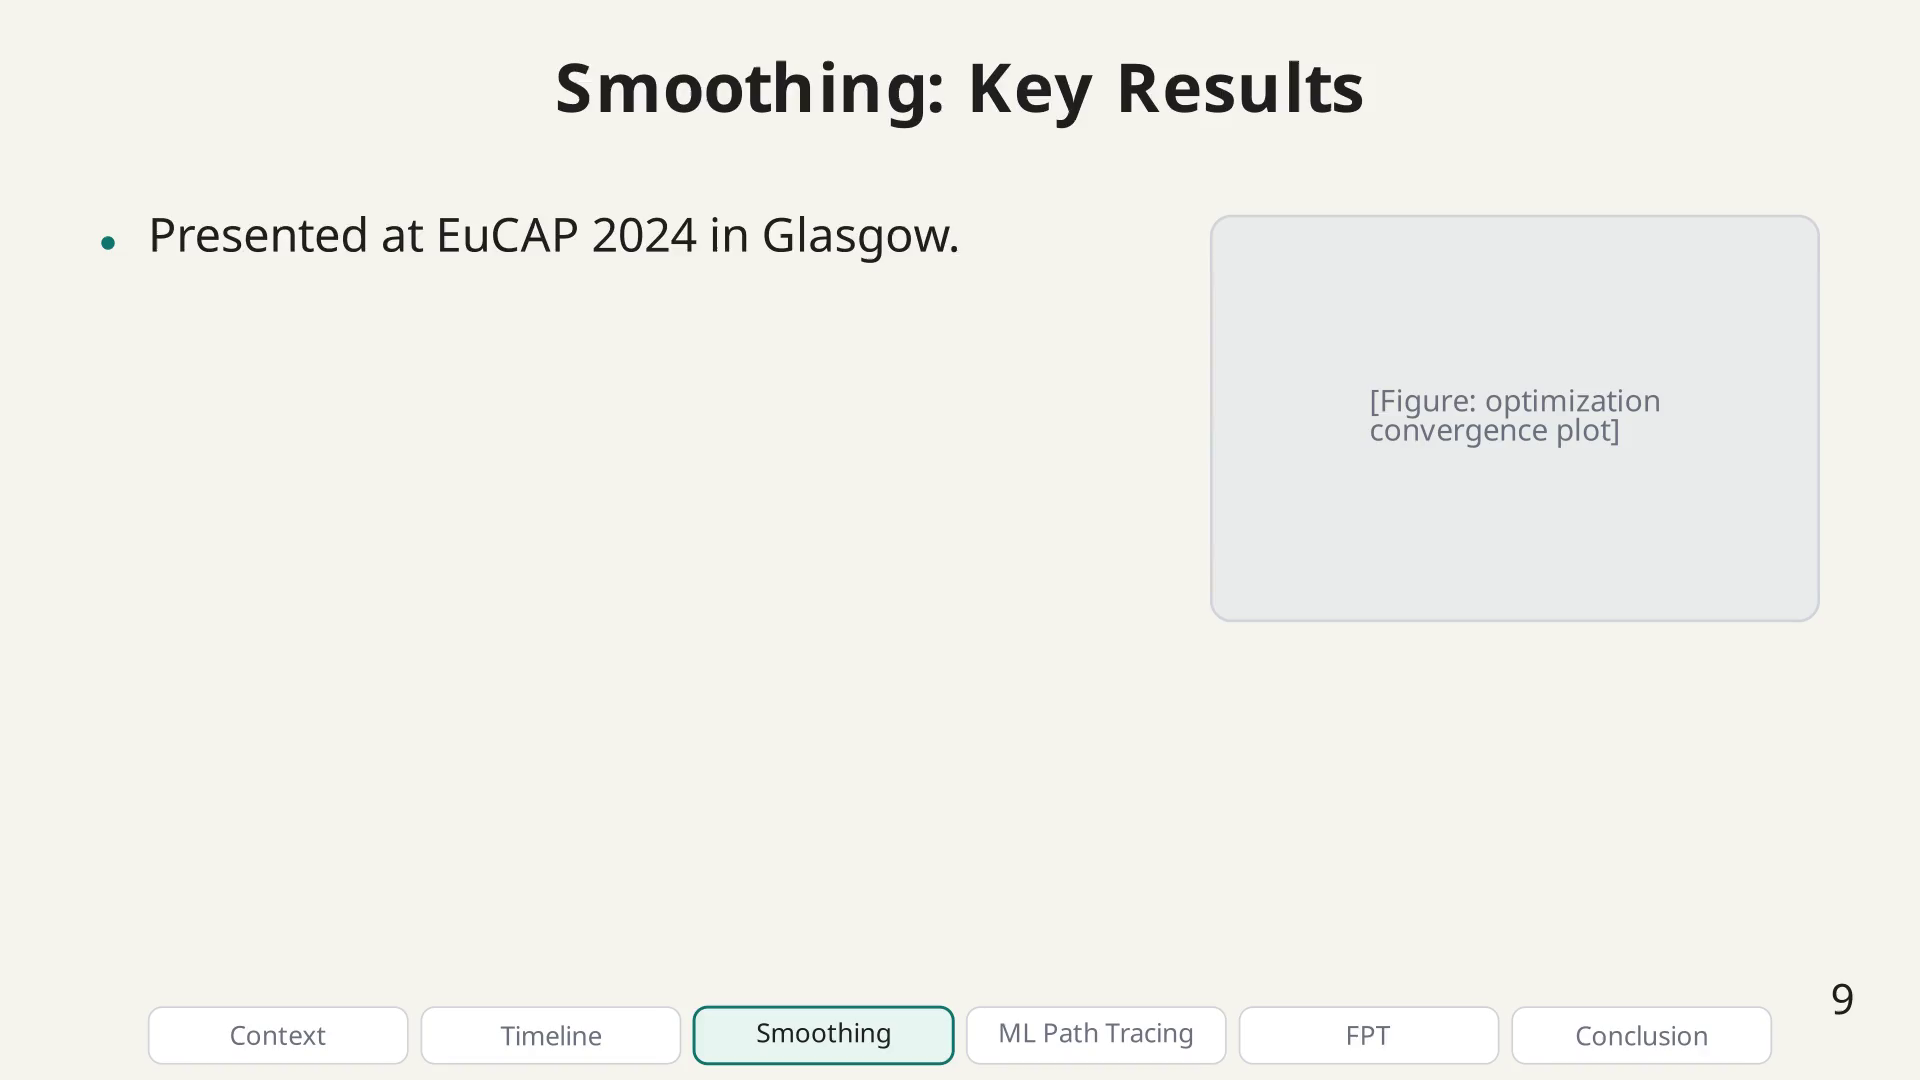 Smoothing: Key Results
Presented at EuCAP 2024 in Glasgow.
[Figure: optimization
convergence plot]
9
Context
Timeline
Smoothing
ML Path Tracing
FPT
Conclusion